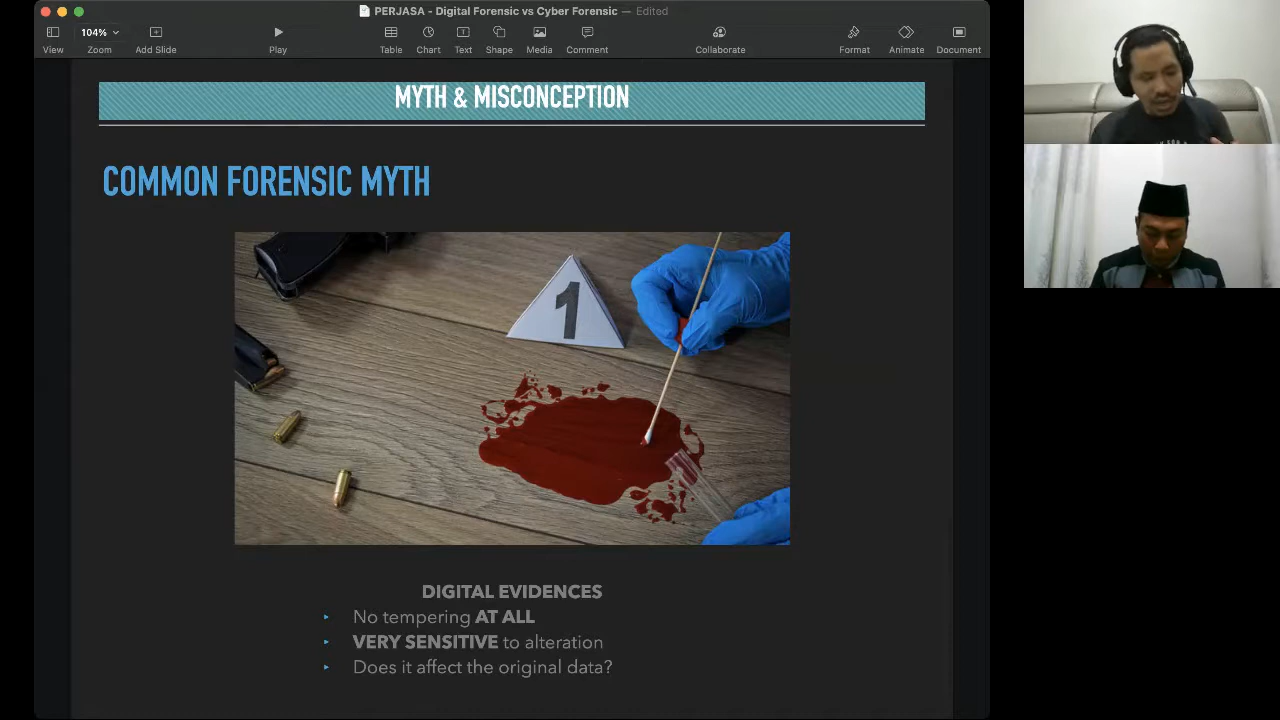 PERJASA - Digital Forensic vs Cyber Forensic — Edited
104%
View Zoom Add Slide Play Table Chart Text Shape Media Comment Collaborate Format Animate Document
MYTH & MISCONCEPTION
COMMON FORENSIC MYTH
1
DIGITAL EVIDENCES
‣ No tempering AT ALL
‣ VERY SENSITIVE to alteration
‣ Does it affect the original data?